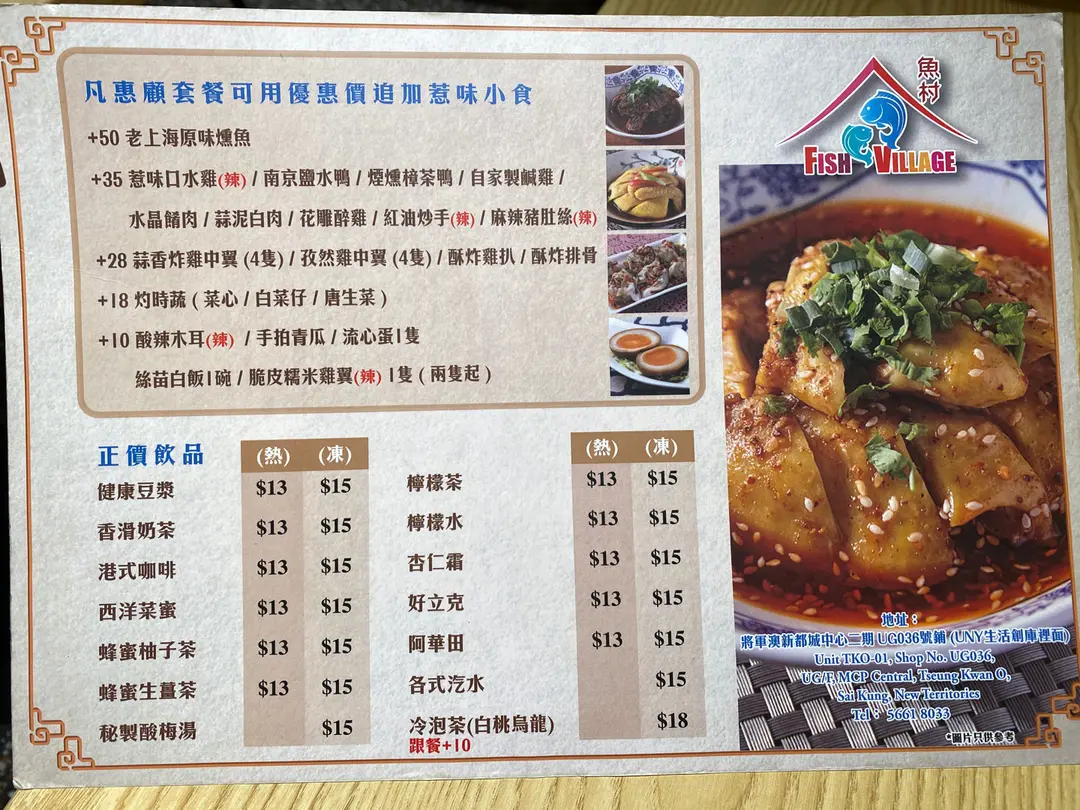 凡惠顧套餐可用優惠價追加惹味小食
+50 老上海原味燻魚
+35 惹味口水雞(辣) / 南京鹽水鴨 / 煙燻樟茶鴨 / 自家製鹹雞 /
水晶餚肉 / 蒜泥白肉 / 花雕醉雞 / 紅油炒手(辣) / 麻辣豬肚絲(辣)
+28 蒜香炸雞中翼 (4隻) / 孜然雞中翼 (4隻) / 酥炸雞扒 / 酥炸排骨
+18 灼時蔬 ( 菜心 / 白菜仔 / 唐生菜 )
+10 酸辣木耳(辣) / 手拍青瓜 / 流心蛋1隻
絲苗白飯1碗 / 脆皮糯米雞翼(辣) 1隻 ( 兩隻起 )
正價飲品 (熱) (凍)
健康豆漿 $13 $15
香滑奶茶 $13 $15
港式咖啡 $13 $15
西洋菜蜜 $13 $15
蜂蜜柚子茶 $13 $15
蜂蜜生薑茶 $13 $15
秘製酸梅湯 $15
(熱) (凍)
檸檬茶 $13 $15
檸檬水 $13 $15
杏仁霜 $13 $15
好立克 $13 $15
阿華田 $13 $15
各式汽水 $15
冷泡茶(白桃烏龍) $18
跟餐+10
魚村
FISH VILLAGE
地址：
將軍澳新都城中心二期 UG036號鋪 (UNY生活創庫裡面)
Unit TKO-01, Shop No. UG036,
UG/F, MCP Central, Tseung Kwan O,
Sai Kung, New Territories
Tel： 5661 8033
*圖片只供參考